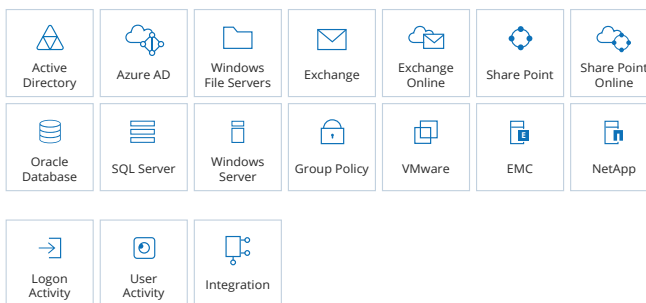 Active
Directory
Azure AD
Windows
File Servers
Exchange
Exchange
Online
Share Point
Share Point
Online
Oracle
Database
SQL Server
Windows
Server
Group Policy
VMware
E
EMC
n
NetApp
Logon
Activity
User
Activity
Integration